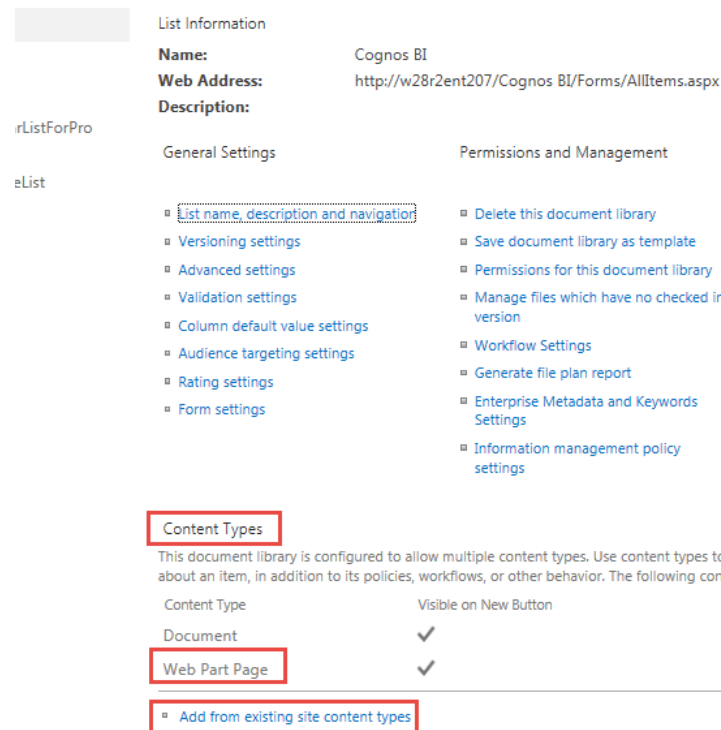 List Information
Name: Cognos BI
Web Address: http://w28r2ent207/Cognos BI/Forms/AllItems.aspx
Description:
rListForPro
eList
General Settings
Permissions and Management
List name, description and navigation
Versioning settings
Advanced settings
Validation settings
Column default value settings
Audience targeting settings
Rating settings
Form settings
Delete this document library
Save document library as template
Permissions for this document library
Manage files which have no checked in
version
Workflow Settings
Generate file plan report
Enterprise Metadata and Keywords
Settings
Information management policy
settings
Content Types
This document library is configured to allow multiple content types. Use content types to
about an item, in addition to its policies, workflows, or other behavior. The following con
Content Type Visible on New Button
Document
Web Part Page
Add from existing site content types